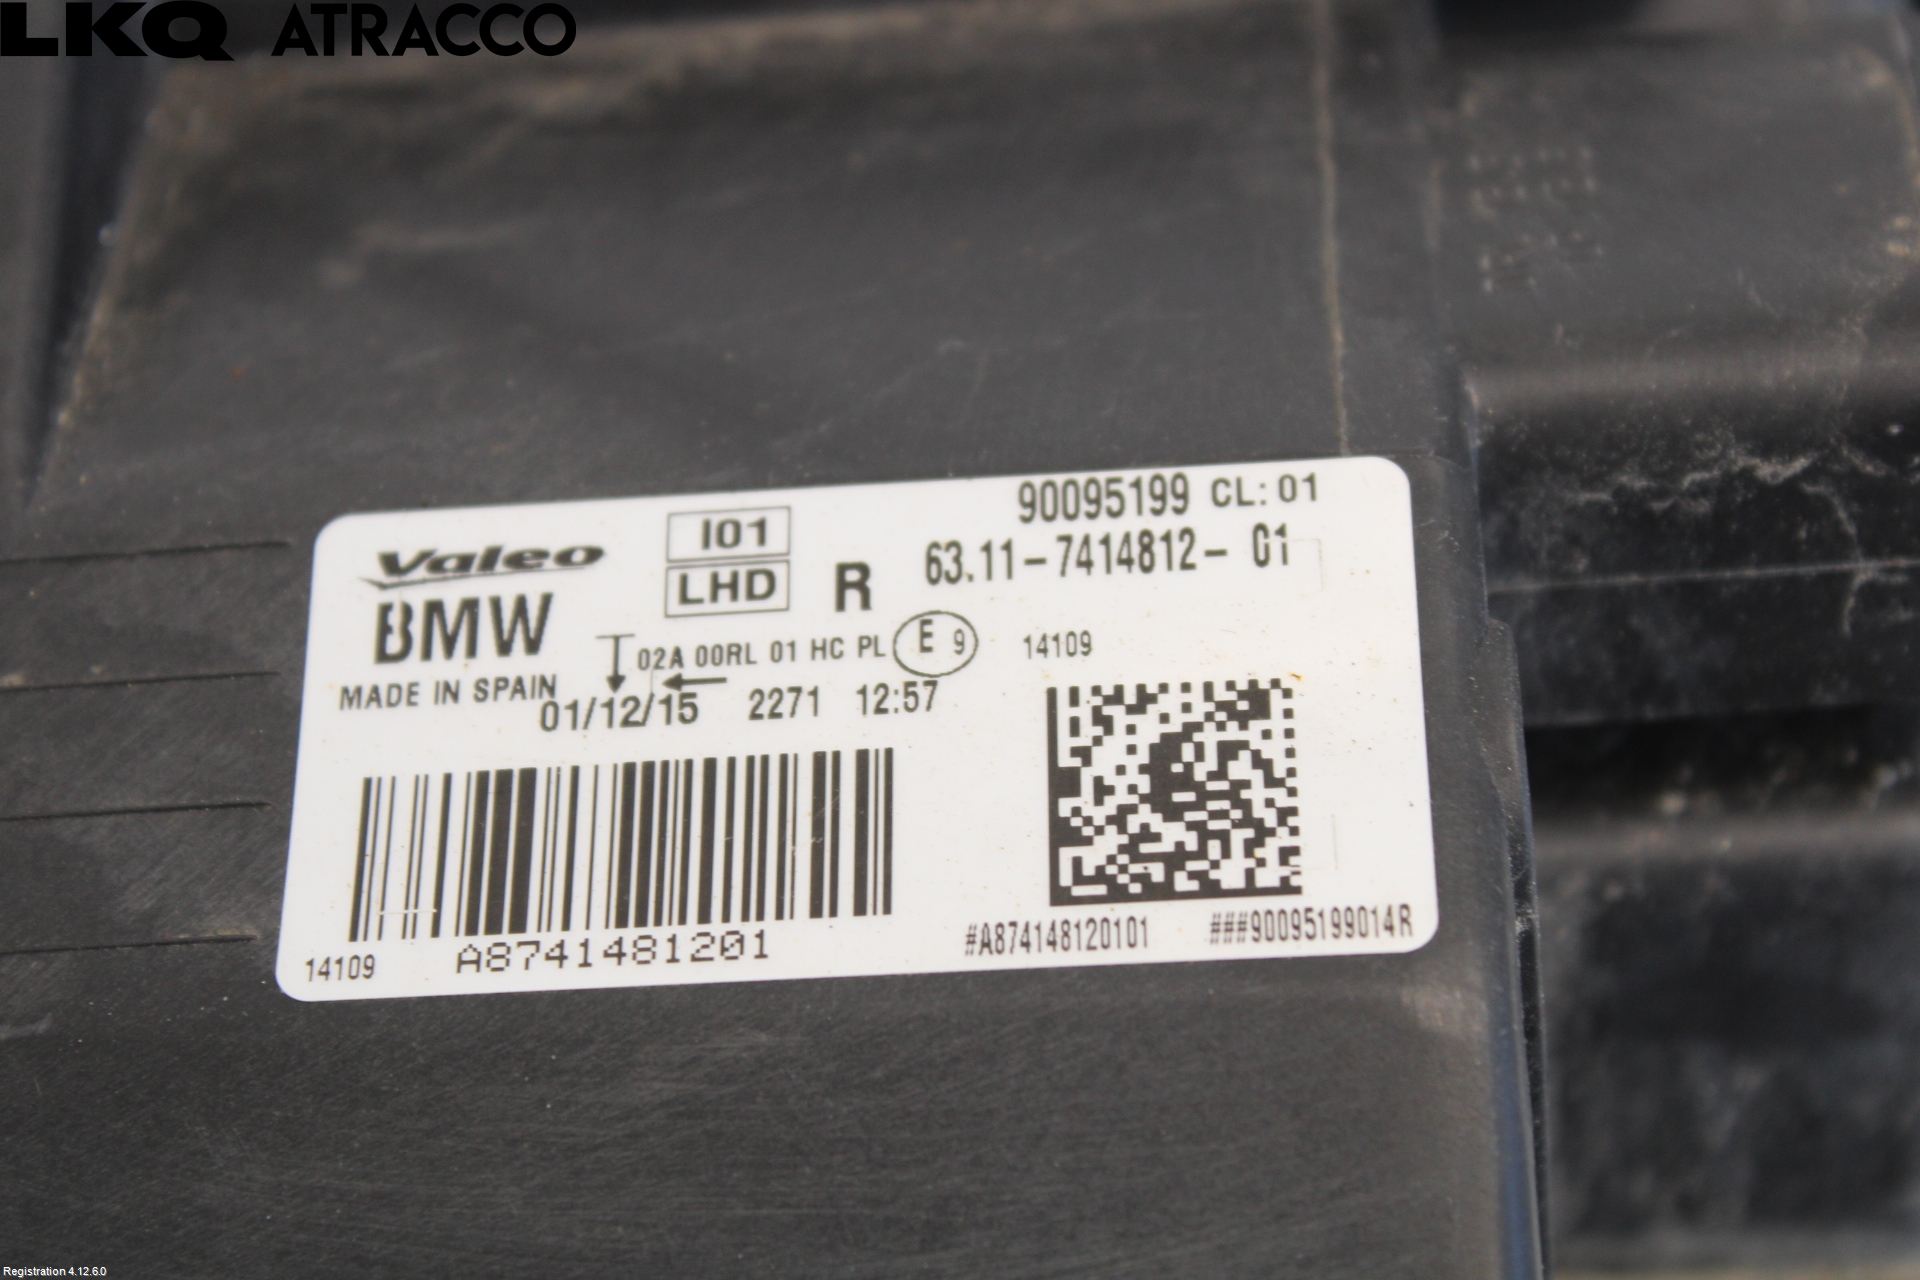 LKQ ATRACCO
90095199 CL: 01
Valeo I01
LHD R 63.11-7414812- 01
BMW
02A 00RL 01 HC PL E 9 14109
MADE IN SPAIN
01/12/15 2271 12:57
14109 A8741481201 #A874148120101 ###90095199014R
Registration 4.12.6.0